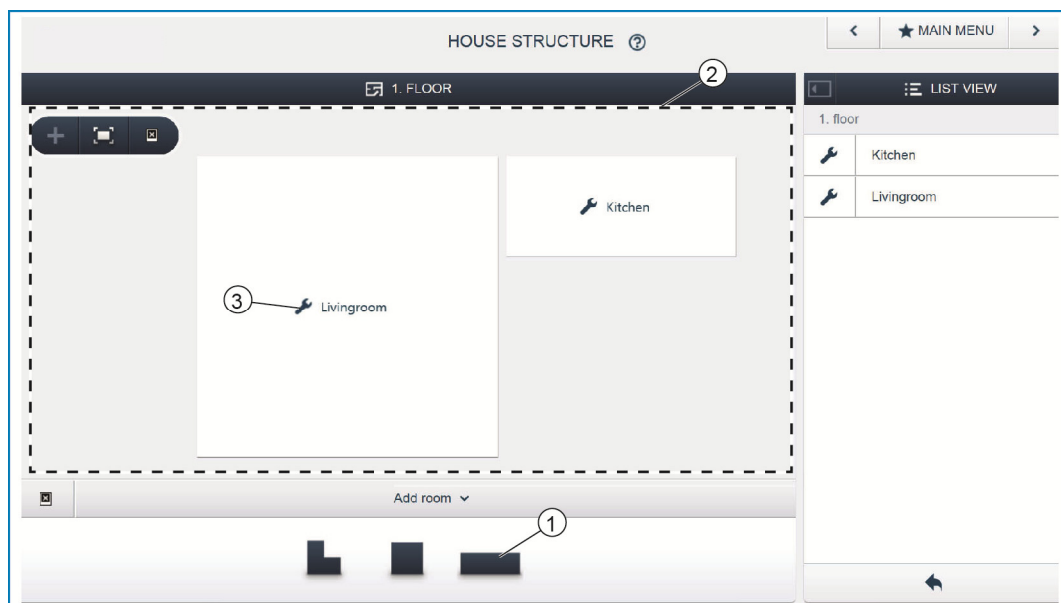 HOUSE STRUCTURE ?
MAIN MENU
2
1. FLOOR
LIST VIEW
1. floor
Kitchen
Livingroom
Kitchen
3
Livingroom
Add room
1